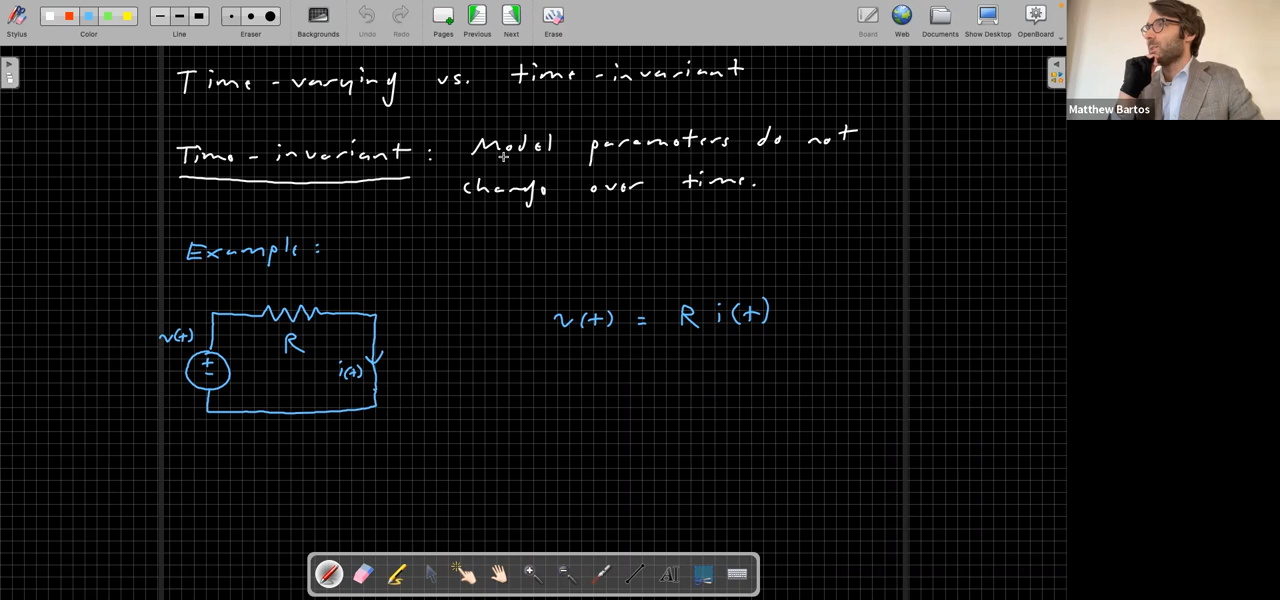 Stylus Color Line Eraser Backgrounds Undo Redo Pages Previous Next Erase Board Web Documents Show Desktop OpenBoard
Matthew Bartos
Time-varying vs. time-invariant
Time-invariant: Model parameters do not
change over time.
Example:
v(t) = R i(t)
v(t)
R
+
-
i(t)
AI